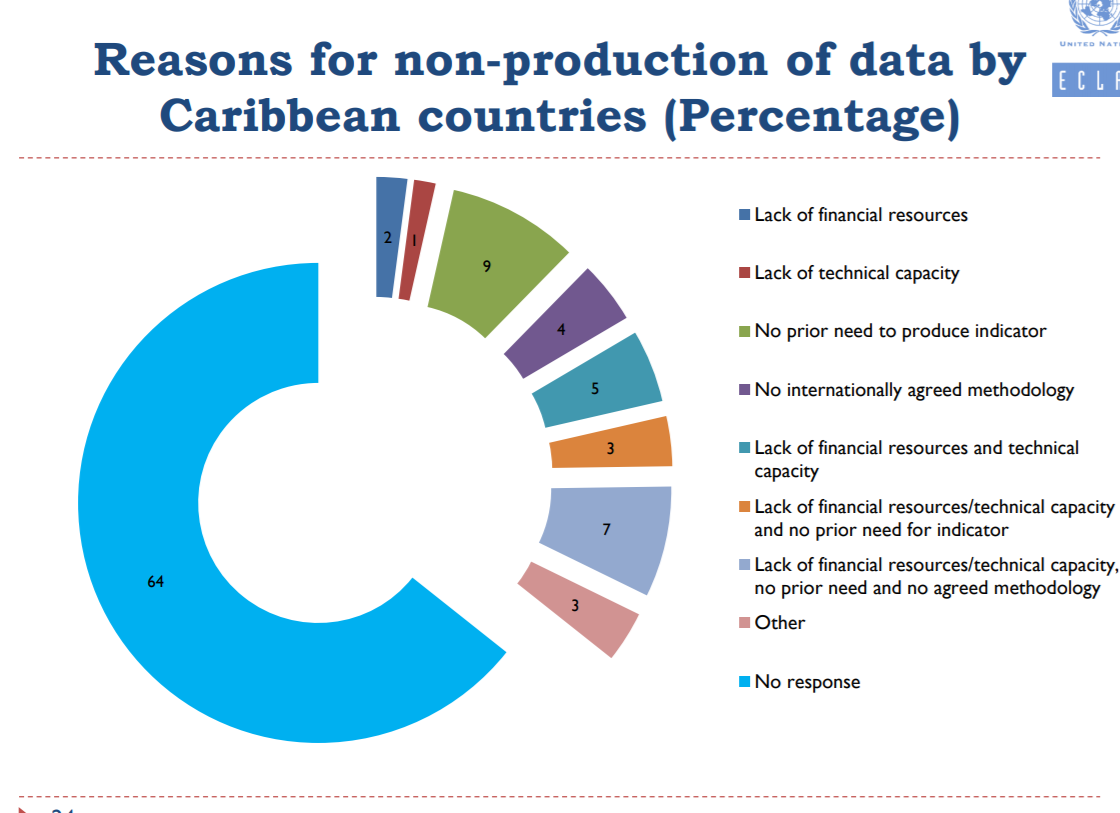 UNITED NAT
ECLA
Reasons for non-production of data by
Caribbean countries (Percentage)
2
1
9
4
5
3
7
3
64
Lack of financial resources
Lack of technical capacity
No prior need to produce indicator
No internationally agreed methodology
Lack of financial resources and technical
capacity
Lack of financial resources/technical capacity
and no prior need for indicator
Lack of financial resources/technical capacity,
no prior need and no agreed methodology
Other
No response